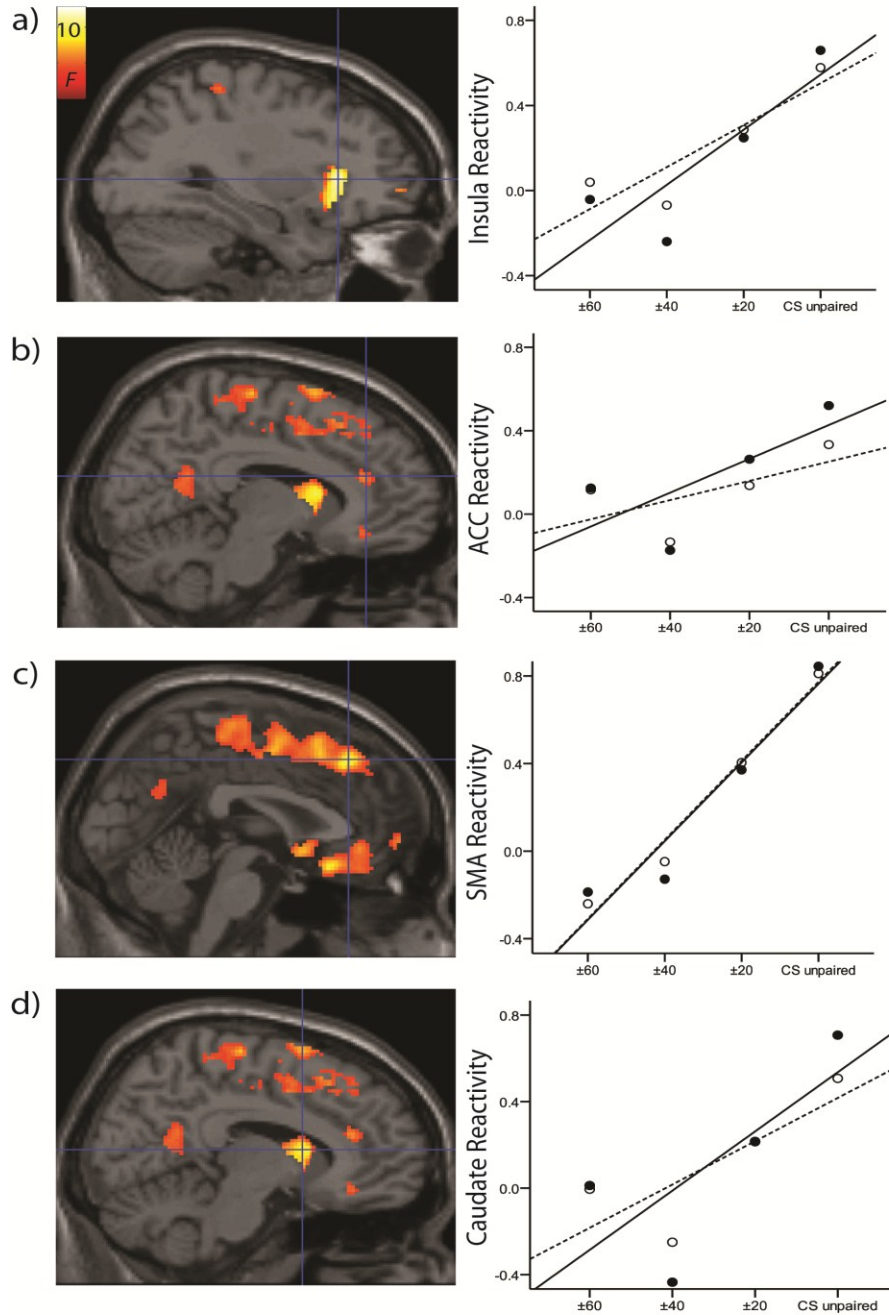 a)
10
F
Insula Reactivity
0.8
0.4
0.0
-0.4
±60 ±40 ±20 CS unpaired
b)
ACC Reactivity
0.8
0.4
0.0
-0.4
±60 ±40 ±20 CS unpaired
c)
SMA Reactivity
0.8
0.4
0.0
-0.4
±60 ±40 ±20 CS unpaired
d)
Caudate Reactivity
0.8
0.4
0.0
-0.4
±60 ±40 ±20 CS unpaired